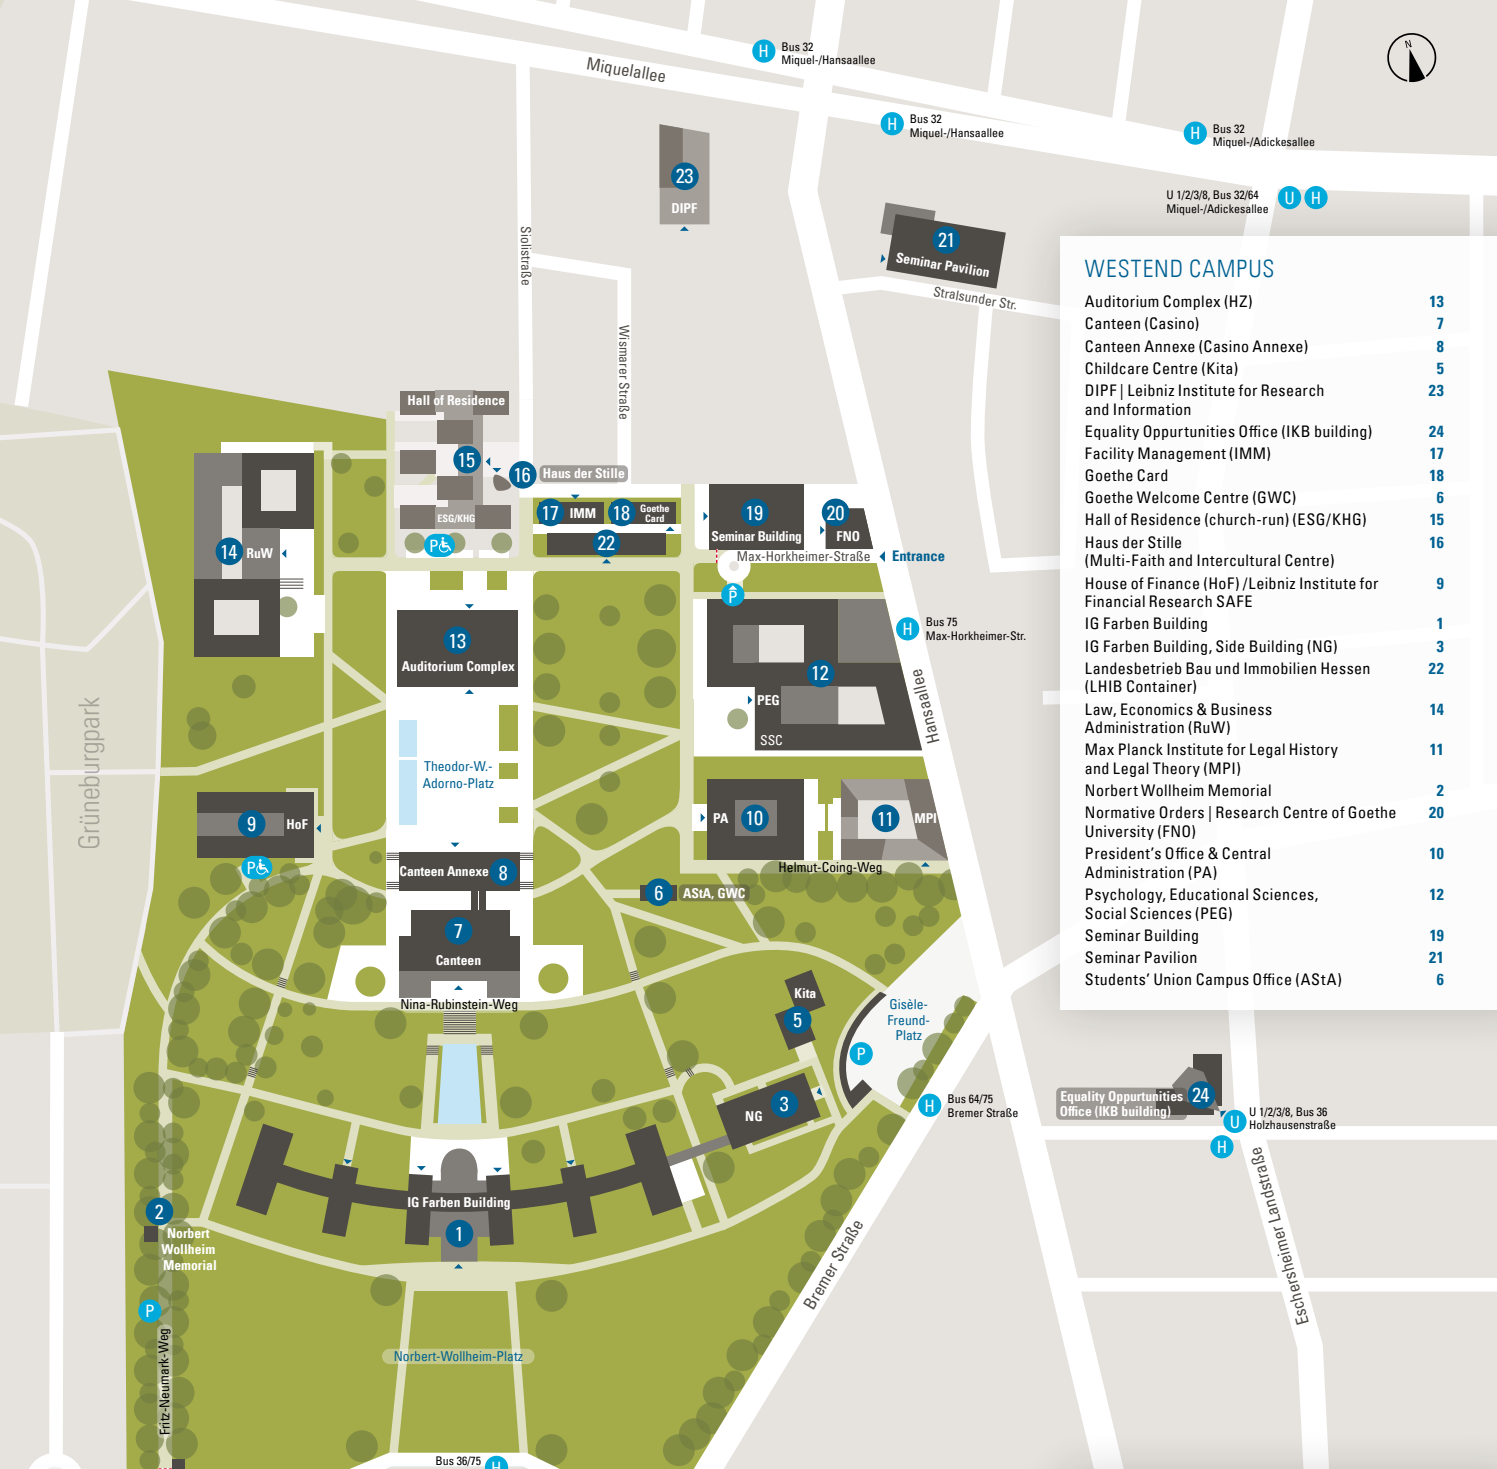 N
H
Bus 32
Miquel-/Hansaallee
Miquelallee
H
Bus 32
Miquel-/Hansaallee
H
Bus 32
Miquel-/Adickesallee
U 1/2/3/8, Bus 32/64
Miquel-/Adickesallee
U H
23
DIPF
21
Seminar Pavilion
Stralsunder Str.
Siolistraße
Wismarer Straße
WESTEND CAMPUS
Auditorium Complex (HZ) 13
Canteen (Casino) 7
Canteen Annexe (Casino Annexe) 8
Childcare Centre (Kita) 5
DIPF | Leibniz Institute for Research 23
and Information
Equality Oppurtunities Office (IKB building) 24
Facility Management (IMM) 17
Goethe Card 18
Goethe Welcome Centre (GWC) 6
Hall of Residence (church-run) (ESG/KHG) 15
Haus der Stille 16
(Multi-Faith and Intercultural Centre)
House of Finance (HoF)/Leibniz Institute for 9
Financial Research SAFE
IG Farben Building 1
IG Farben Building, Side Building (NG) 3
Landesbetrieb Bau und Immobilien Hessen 22
(LHIB Container)
Law, Economics & Business 14
Administration (RuW)
Max Planck Institute for Legal History 11
and Legal Theory (MPI)
Norbert Wollheim Memorial 2
Normative Orders | Research Centre of Goethe 20
University (FNO)
President's Office & Central 10
Administration (PA)
Psychology, Educational Sciences, 12
Social Sciences (PEG)
Seminar Building 19
Seminar Pavilion 21
Students' Union Campus Office (AStA) 6
Hall of Residence
15
16
Haus der Stille
ESG/KHG
P
17 IMM
18 Goethe
Card
22
19
Seminar Building
20
FNO
Max-Horkheimer-Straße
Entrance
P
14 RuW
13
Auditorium Complex
H
Bus 75
Max-Horkheimer-Str.
12
PEG
SSC
Hansaallee
Grüneburgpark
Theodor-W.-
Adorno-Platz
9 HoF
P
PA 10
11 MPI
Helmut-Coing-Weg
Canteen Annexe 8
6 AStA, GWC
7
Canteen
Nina-Rubinstein-Weg
Kita
5
Gisèle-
Freund-
Platz
P
3
NG
H
Bus 64/75
Bremer Straße
Equality Oppurtunities
Office (IKB building)
24
U
U 1/2/3/8, Bus 36
Holzhausenstraße
H
IG Farben Building
1
2
Norbert
Wollheim
Memorial
P
Fritz-Neumark-Weg
Norbert-Wollheim-Platz
Bremer Straße
Eschersheimer Landstraße
Bus 36/75
H